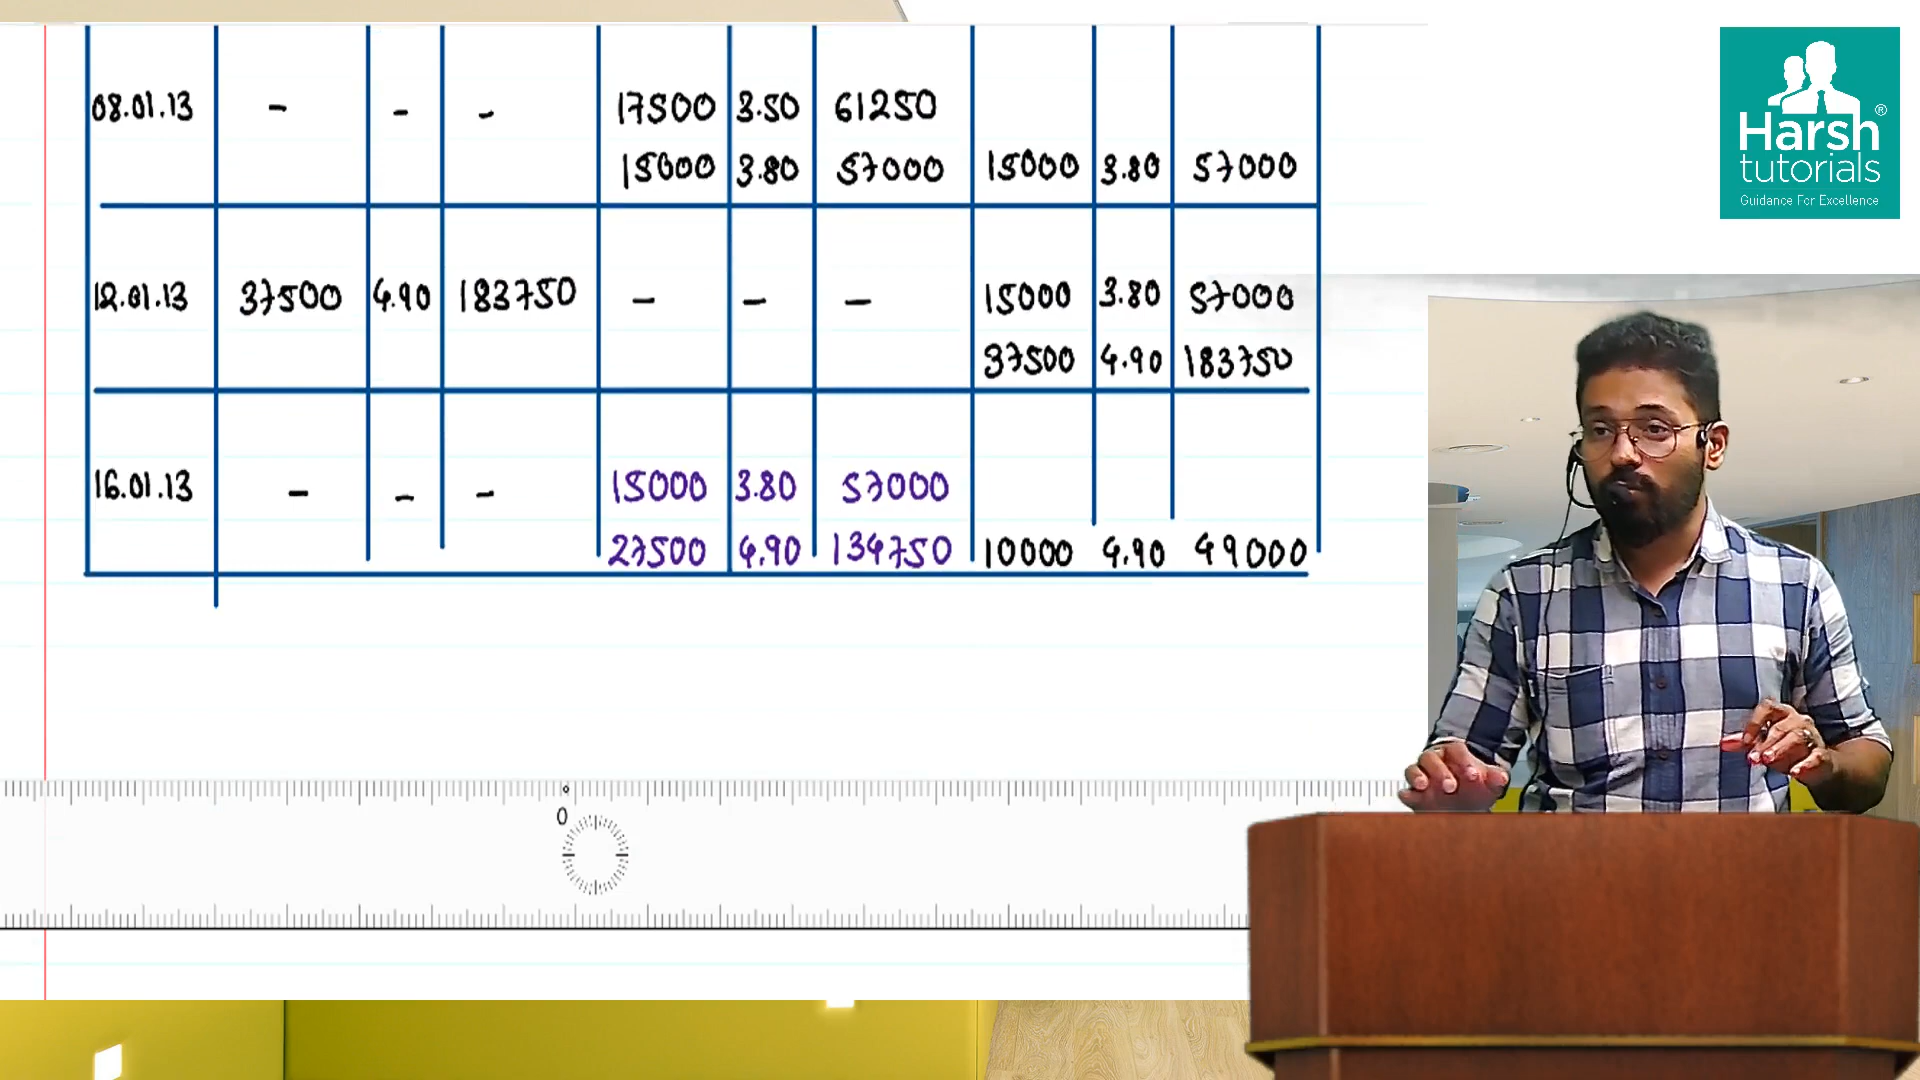 08.01.13 - - - 17500 3.50 61250
15000 3.80 57000 15000 3.80 57000
12.01.13 37500 4.90 183750 - - - 15000 3.80 57000
37500 4.90 183750
16.01.13 - - - 15000 3.80 57000
27500 4.90 134750 10000 4.90 49000
0
Harsh®
tutorials
Guidance For Excellence